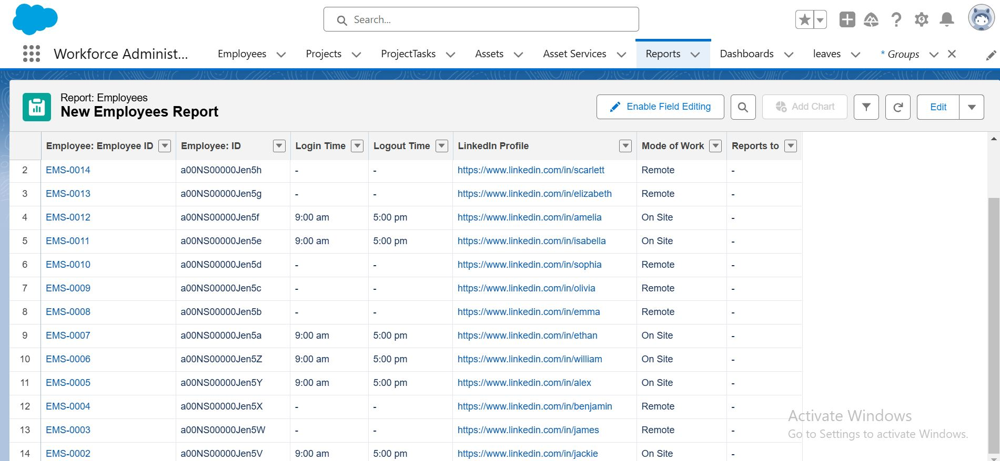 Search...
Workforce Administ...
Employees
Projects
ProjectTasks
Assets
Asset Services
Reports
Dashboards
leaves
* Groups
Report: Employees
New Employees Report
Enable Field Editing
Add Chart
Edit
Employee: Employee ID Employee: ID Login Time Logout Time LinkedIn Profile Mode of Work Reports to
2 EMS-0014 a00NS00000Jen5h - - https://www.linkedin.com/in/scarlett Remote -
3 EMS-0013 a00NS00000Jen5g - - https://www.linkedin.com/in/elizabeth Remote -
4 EMS-0012 a00NS00000Jen5f 9:00 am 5:00 pm https://www.linkedin.com/in/amelia On Site -
5 EMS-0011 a00NS00000Jen5e 9:00 am 5:00 pm https://www.linkedin.com/in/isabella On Site -
6 EMS-0010 a00NS00000Jen5d - - https://www.linkedin.com/in/sophia Remote -
7 EMS-0009 a00NS00000Jen5c - - https://www.linkedin.com/in/olivia Remote -
8 EMS-0008 a00NS00000Jen5b - - https://www.linkedin.com/in/emma Remote -
9 EMS-0007 a00NS00000Jen5a 9:00 am 5:00 pm https://www.linkedin.com/in/ethan On Site -
10 EMS-0006 a00NS00000Jen5Z 9:00 am 5:00 pm https://www.linkedin.com/in/william On Site -
11 EMS-0005 a00NS00000Jen5Y 9:00 am 5:00 pm https://www.linkedin.com/in/alex On Site -
12 EMS-0004 a00NS00000Jen5X - - https://www.linkedin.com/in/benjamin Remote -
13 EMS-0003 a00NS00000Jen5W - - https://www.linkedin.com/in/james Remote -
14 EMS-0002 a00NS00000Jen5V 9:00 am 5:00 pm https://www.linkedin.com/in/jackie On Site -
Activate Windows
Go to Settings to activate Windows.